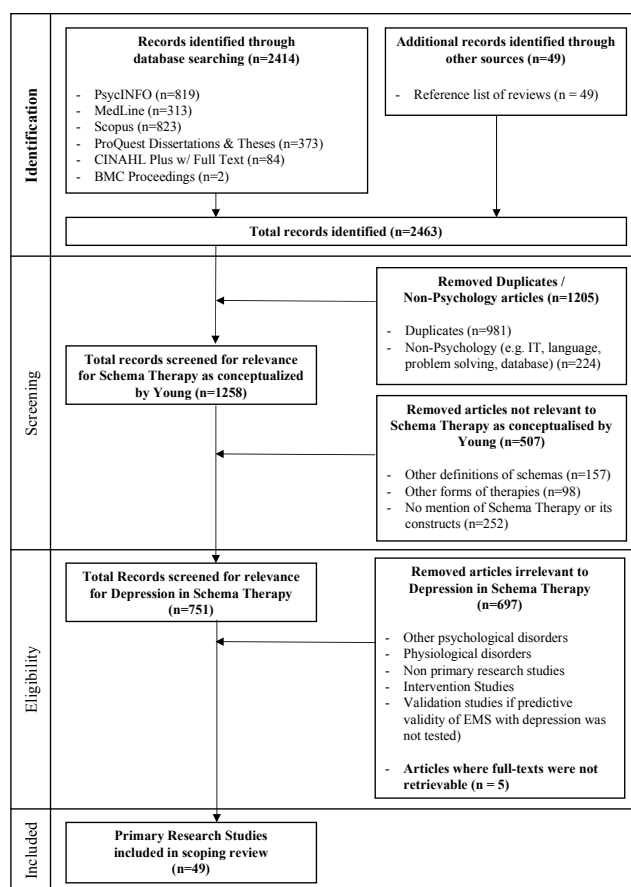 Identification
Records identified through
database searching (n=2414)
- PsycINFO (n=819)
- MedLine (n=313)
- Scopus (n=823)
- ProQuest Dissertations & Theses (n=373)
- CINAHL Plus w/ Full Text (n=84)
- BMC Proceedings (n=2)
Additional records identified through
other sources (n=49)
- Reference list of reviews (n = 49)
Total records identified (n=2463)
Screening
Removed Duplicates /
Non-Psychology articles (n=1205)
- Duplicates (n=981)
- Non-Psychology (e.g. IT, language,
problem solving, database) (n=224)
Total records screened for relevance
for Schema Therapy as conceptualized
by Young (n=1258)
Removed articles not relevant to
Schema Therapy as conceptualised by
Young (n=507)
- Other definitions of schemas (n=157)
- Other forms of therapies (n=98)
- No mention of Schema Therapy or its
constructs (n=252)
Eligibility
Total Records screened for relevance
for Depression in Schema Therapy
(n=751)
Removed articles irrelevant to
Depression in Schema Therapy
(n=697)
- Other psychological disorders
- Physiological disorders
- Non primary research studies
- Intervention Studies
- Validation studies if predictive
validity of EMS with depression was
not tested)
- Articles where full-texts were not
retrievable (n = 5)
Included
Primary Research Studies
included in scoping review
(n=49)